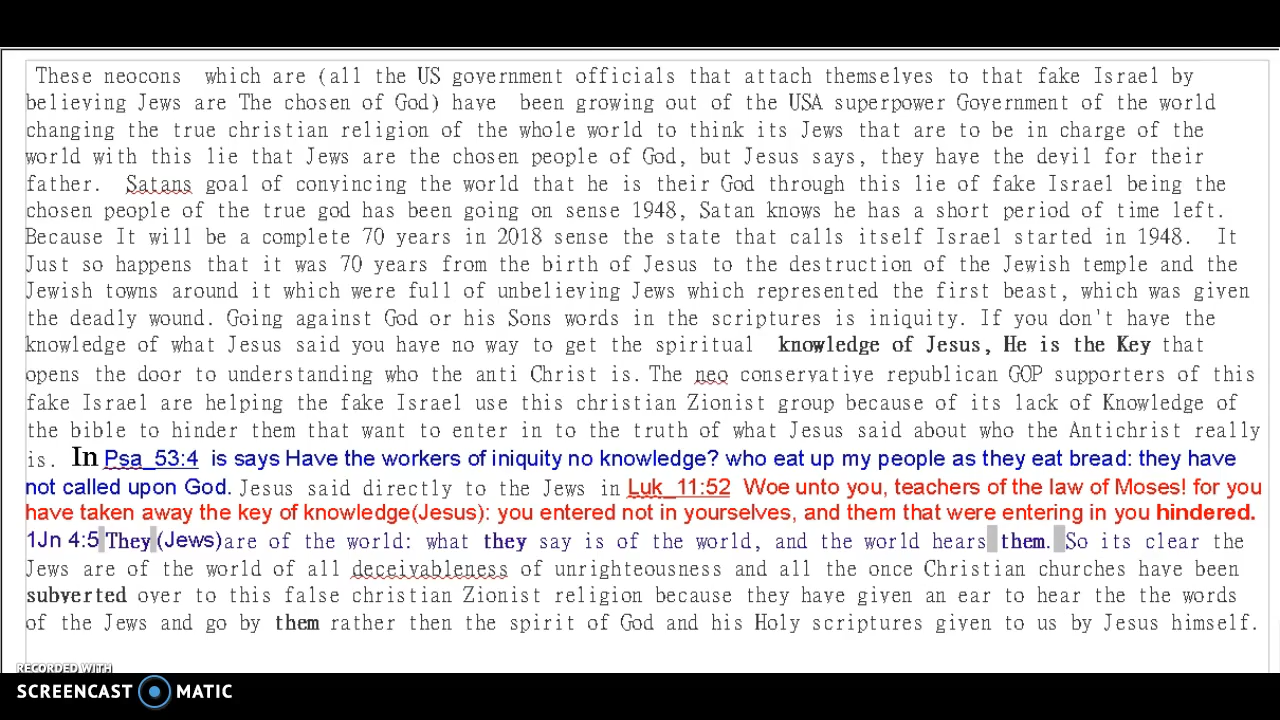 These neocons which are (all the US government officials that attach themselves to that fake Israel by
believing Jews are The chosen of God) have been growing out of the USA superpower Government of the world
changing the true christian religion of the whole world to think its Jews that are to be in charge of the
world with this lie that Jews are the chosen people of God, but Jesus says, they have the devil for their
father. Satans goal of convincing the world that he is their God through this lie of fake Israel being the
chosen people of the true god has been going on sense 1948, Satan knows he has a short period of time left.
Because It will be a complete 70 years in 2018 sense the state that calls itself Israel started in 1948. It
Just so happens that it was 70 years from the birth of Jesus to the destruction of the Jewish temple and the
Jewish towns around it which were full of unbelieving Jews which represented the first beast, which was given
the deadly wound. Going against God or his Sons words in the scriptures is iniquity. If you don't have the
knowledge of what Jesus said you have no way to get the spiritual knowledge of Jesus, He is the Key that
opens the door to understanding who the anti Christ is. The neo conservative republican GOP supporters of this
fake Israel are helping the fake Israel use this christian Zionist group because of its lack of Knowledge of
the bible to hinder them that want to enter in to the truth of what Jesus said about who the Antichrist really
is. In Psa_53:4 is says Have the workers of iniquity no knowledge? who eat up my people as they eat bread: they have
not called upon God. Jesus said directly to the Jews in Luk_11:52 Woe unto you, teachers of the law of Moses! for you
have taken away the key of knowledge(Jesus): you entered not in yourselves, and them that were entering in you hindered.
1Jn 4:5 They (Jews)are of the world: what they say is of the world, and the world hears them. So its clear the
Jews are of the world of all deceivableness of unrighteousness and all the once Christian churches have been
subverted over to this false christian Zionist religion because they have given an ear to hear the the words
of the Jews and go by them rather then the spirit of God and his Holy scriptures given to us by Jesus himself.
RECORDED WITH
SCREENCAST MATIC